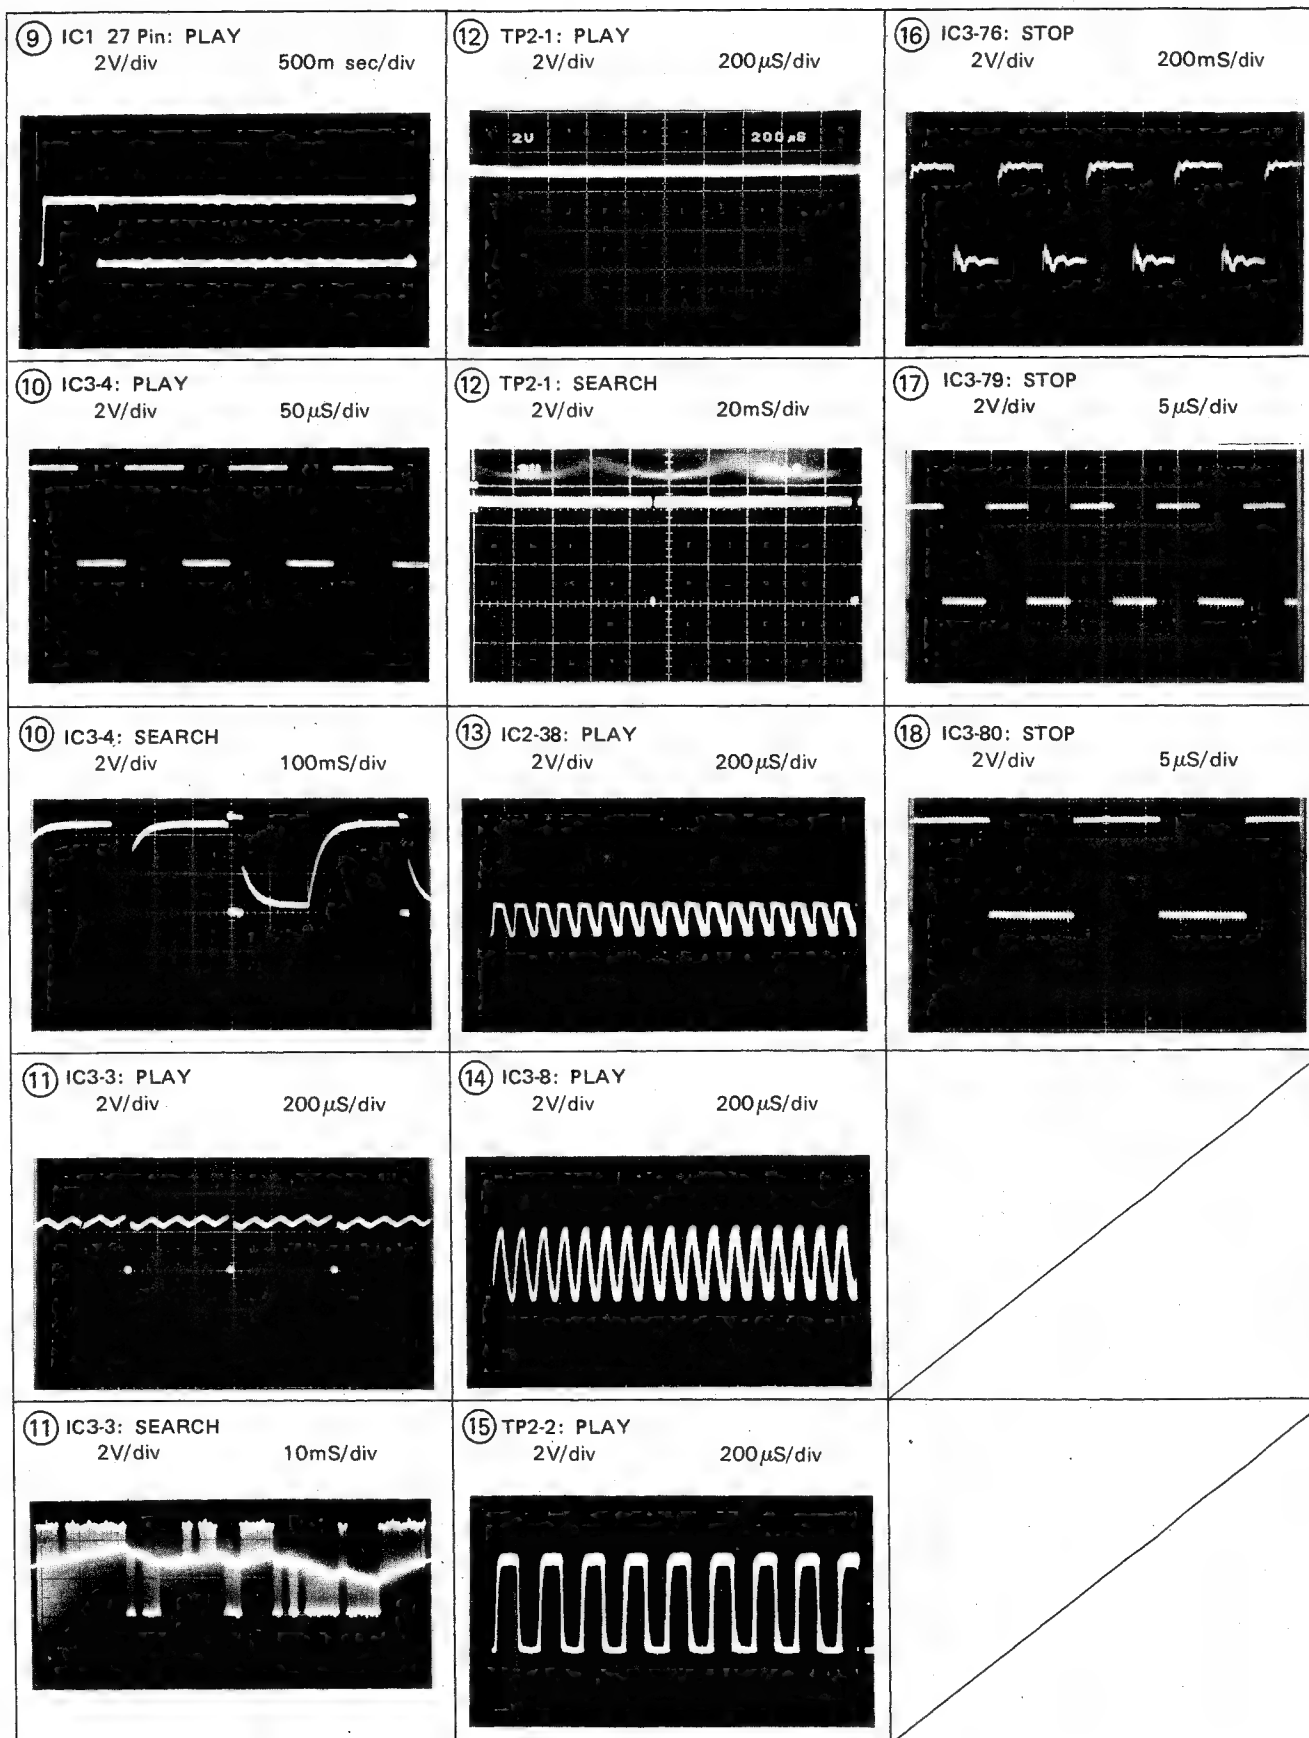 9 IC1 27 Pin: PLAY
2V/div 500m sec/div
12 TP2-1: PLAY
2V/div 200μS/div
2V 200μS
16 IC3-76: STOP
2V/div 200mS/div
10 IC3-4: PLAY
2V/div 50μS/div
12 TP2-1: SEARCH
2V/div 20mS/div
17 IC3-79: STOP
2V/div 5μS/div
10 IC3-4: SEARCH
2V/div 100mS/div
13 IC2-38: PLAY
2V/div 200μS/div
18 IC3-80: STOP
2V/div 5μS/div
11 IC3-3: PLAY
2V/div 200μS/div
14 IC3-8: PLAY
2V/div 200μS/div
11 IC3-3: SEARCH
2V/div 10mS/div
15 TP2-2: PLAY
2V/div 200μS/div